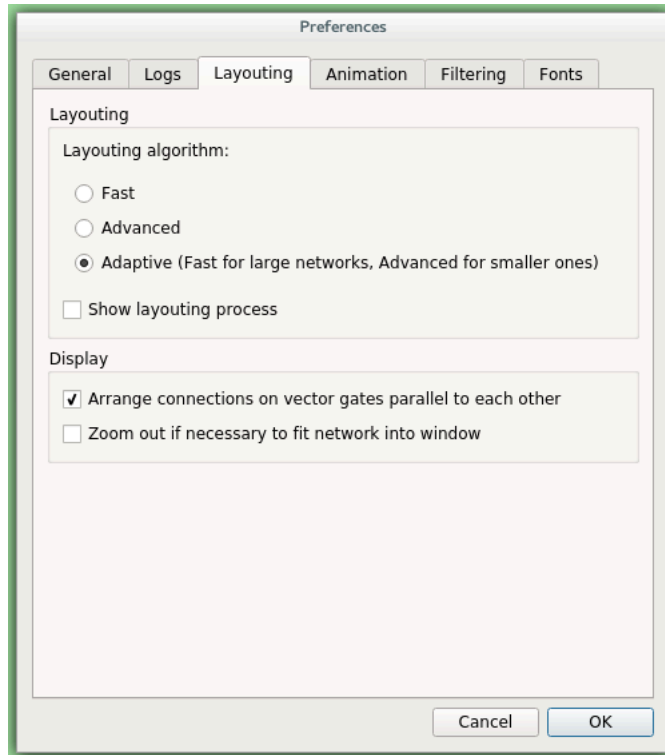 Preferences
General Logs Layouting Animation Filtering Fonts
Layouting
Layouting algorithm:
Fast
Advanced
Adaptive (Fast for large networks, Advanced for smaller ones)
Show layouting process
Display
Arrange connections on vector gates parallel to each other
Zoom out if necessary to fit network into window
Cancel OK